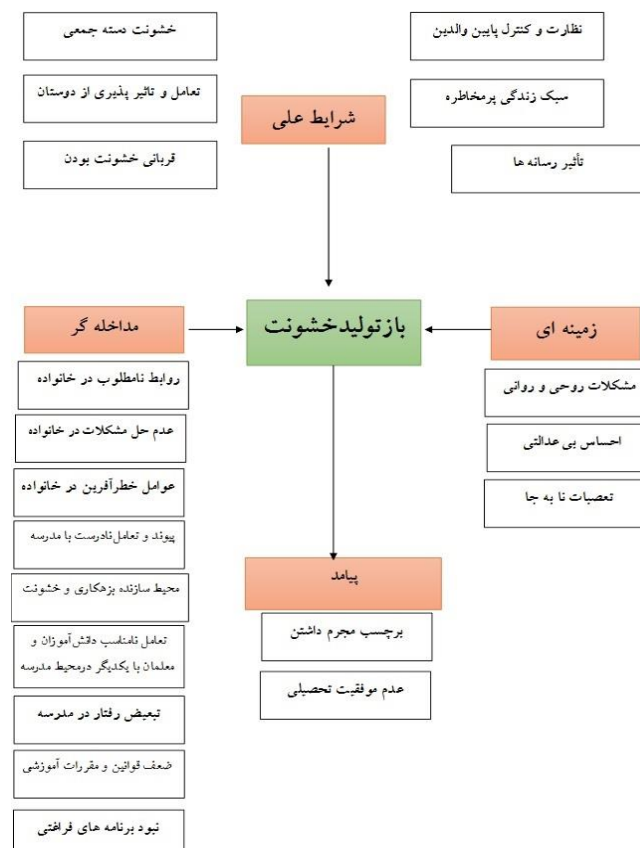 نظارت و کنترل پایین والدین
خشونت دسته جمعی
سبک زندگی پرمخاطره
تعامل و تاثیر پذیری از دوستان
شرایط علی
تأثیر رسانه ها
قربانی خشونت بودن
زمینه ای
بازتولیدخشونت
مداخله گر
مشکلات روحی و روانی
احساس بی عدالتی
تعصبات نا به جا
روابط نامطلوب در خانواده
عدم حل مشکلات در خانواده
عوامل خطرآفرین در خانواده
پیوند و تعامل نادرست با مدرسه
محیط سازنده بزهکاری و خشونت
تعامل نامناسب دانش‌آموزان و
معلمان با یکدیگر درمحیط مدرسه
تبعیض رفتار در مدرسه
ضعف قوانین و مقررات آموزشی
نبود برنامه های فراغتی
پیامد
برچسب مجرم داشتن
عدم موفقیت تحصیلی